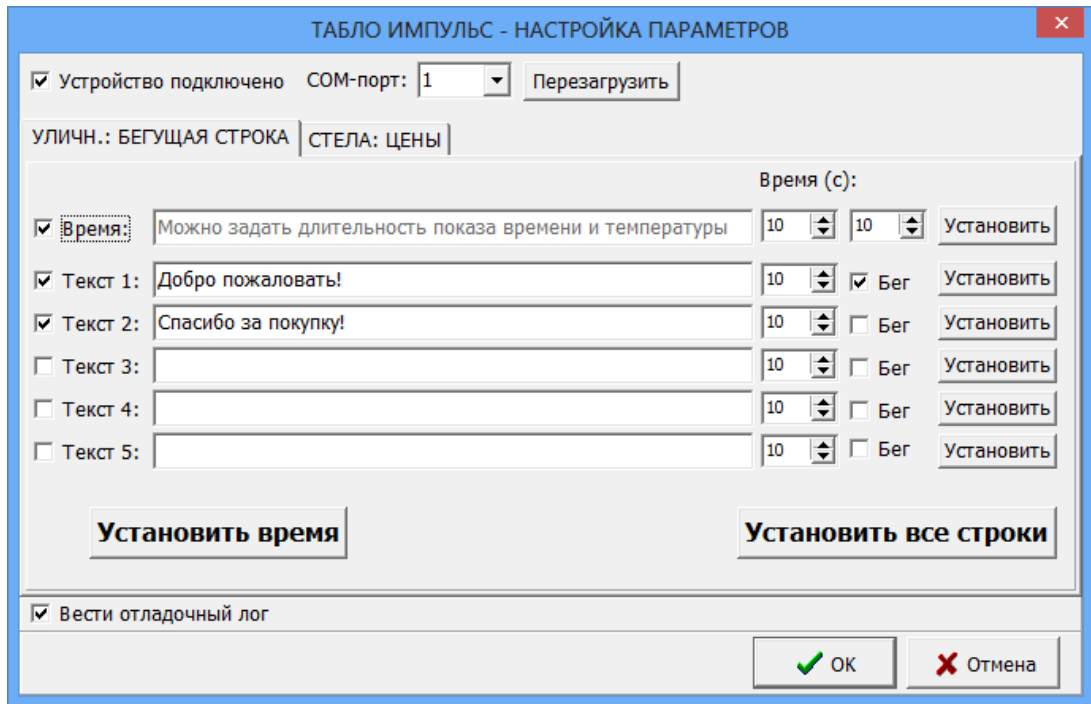 ТАБЛО ИМПУЛЬС - НАСТРОЙКА ПАРАМЕТРОВ
Устройство подключено COM-порт: 1 Перезагрузить
УЛИЧН.: БЕГУЩАЯ СТРОКА СТЕЛА: ЦЕНЫ
Время (с):
Время: Можно задать длительность показа времени и температуры 10 10 Установить
Текст 1: Добро пожаловать! 10 Бег Установить
Текст 2: Спасибо за покупку! 10 Бег Установить
Текст 3: 10 Бег Установить
Текст 4: 10 Бег Установить
Текст 5: 10 Бег Установить
Установить время Установить все строки
Вести отладочный лог
ОК Отмена